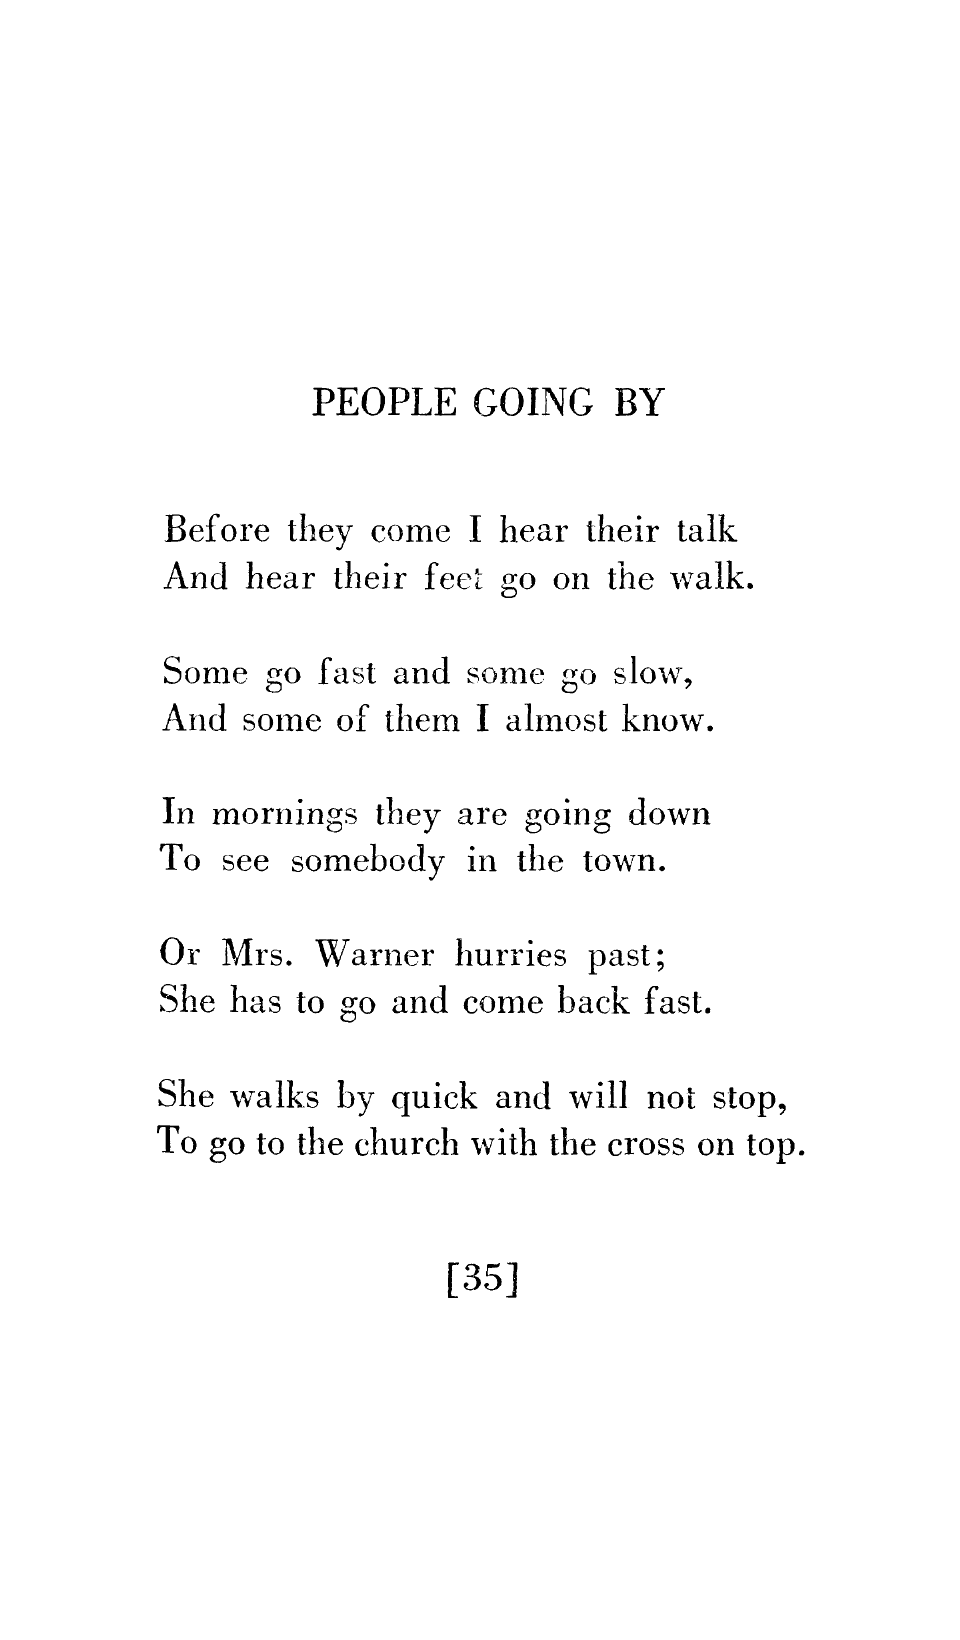 PEOPLE GOING BY
Before they come I hear their talk
And hear their feet go on the walk.
Some go fast and some go slow,
And some of them I almost know.
In mornings they are going down
To see somebody in the town.
Or Mrs. Warner hurries past;
She has to go and come back fast.
She walks by quick and will not stop,
To go to the church with the cross on top.
[35]